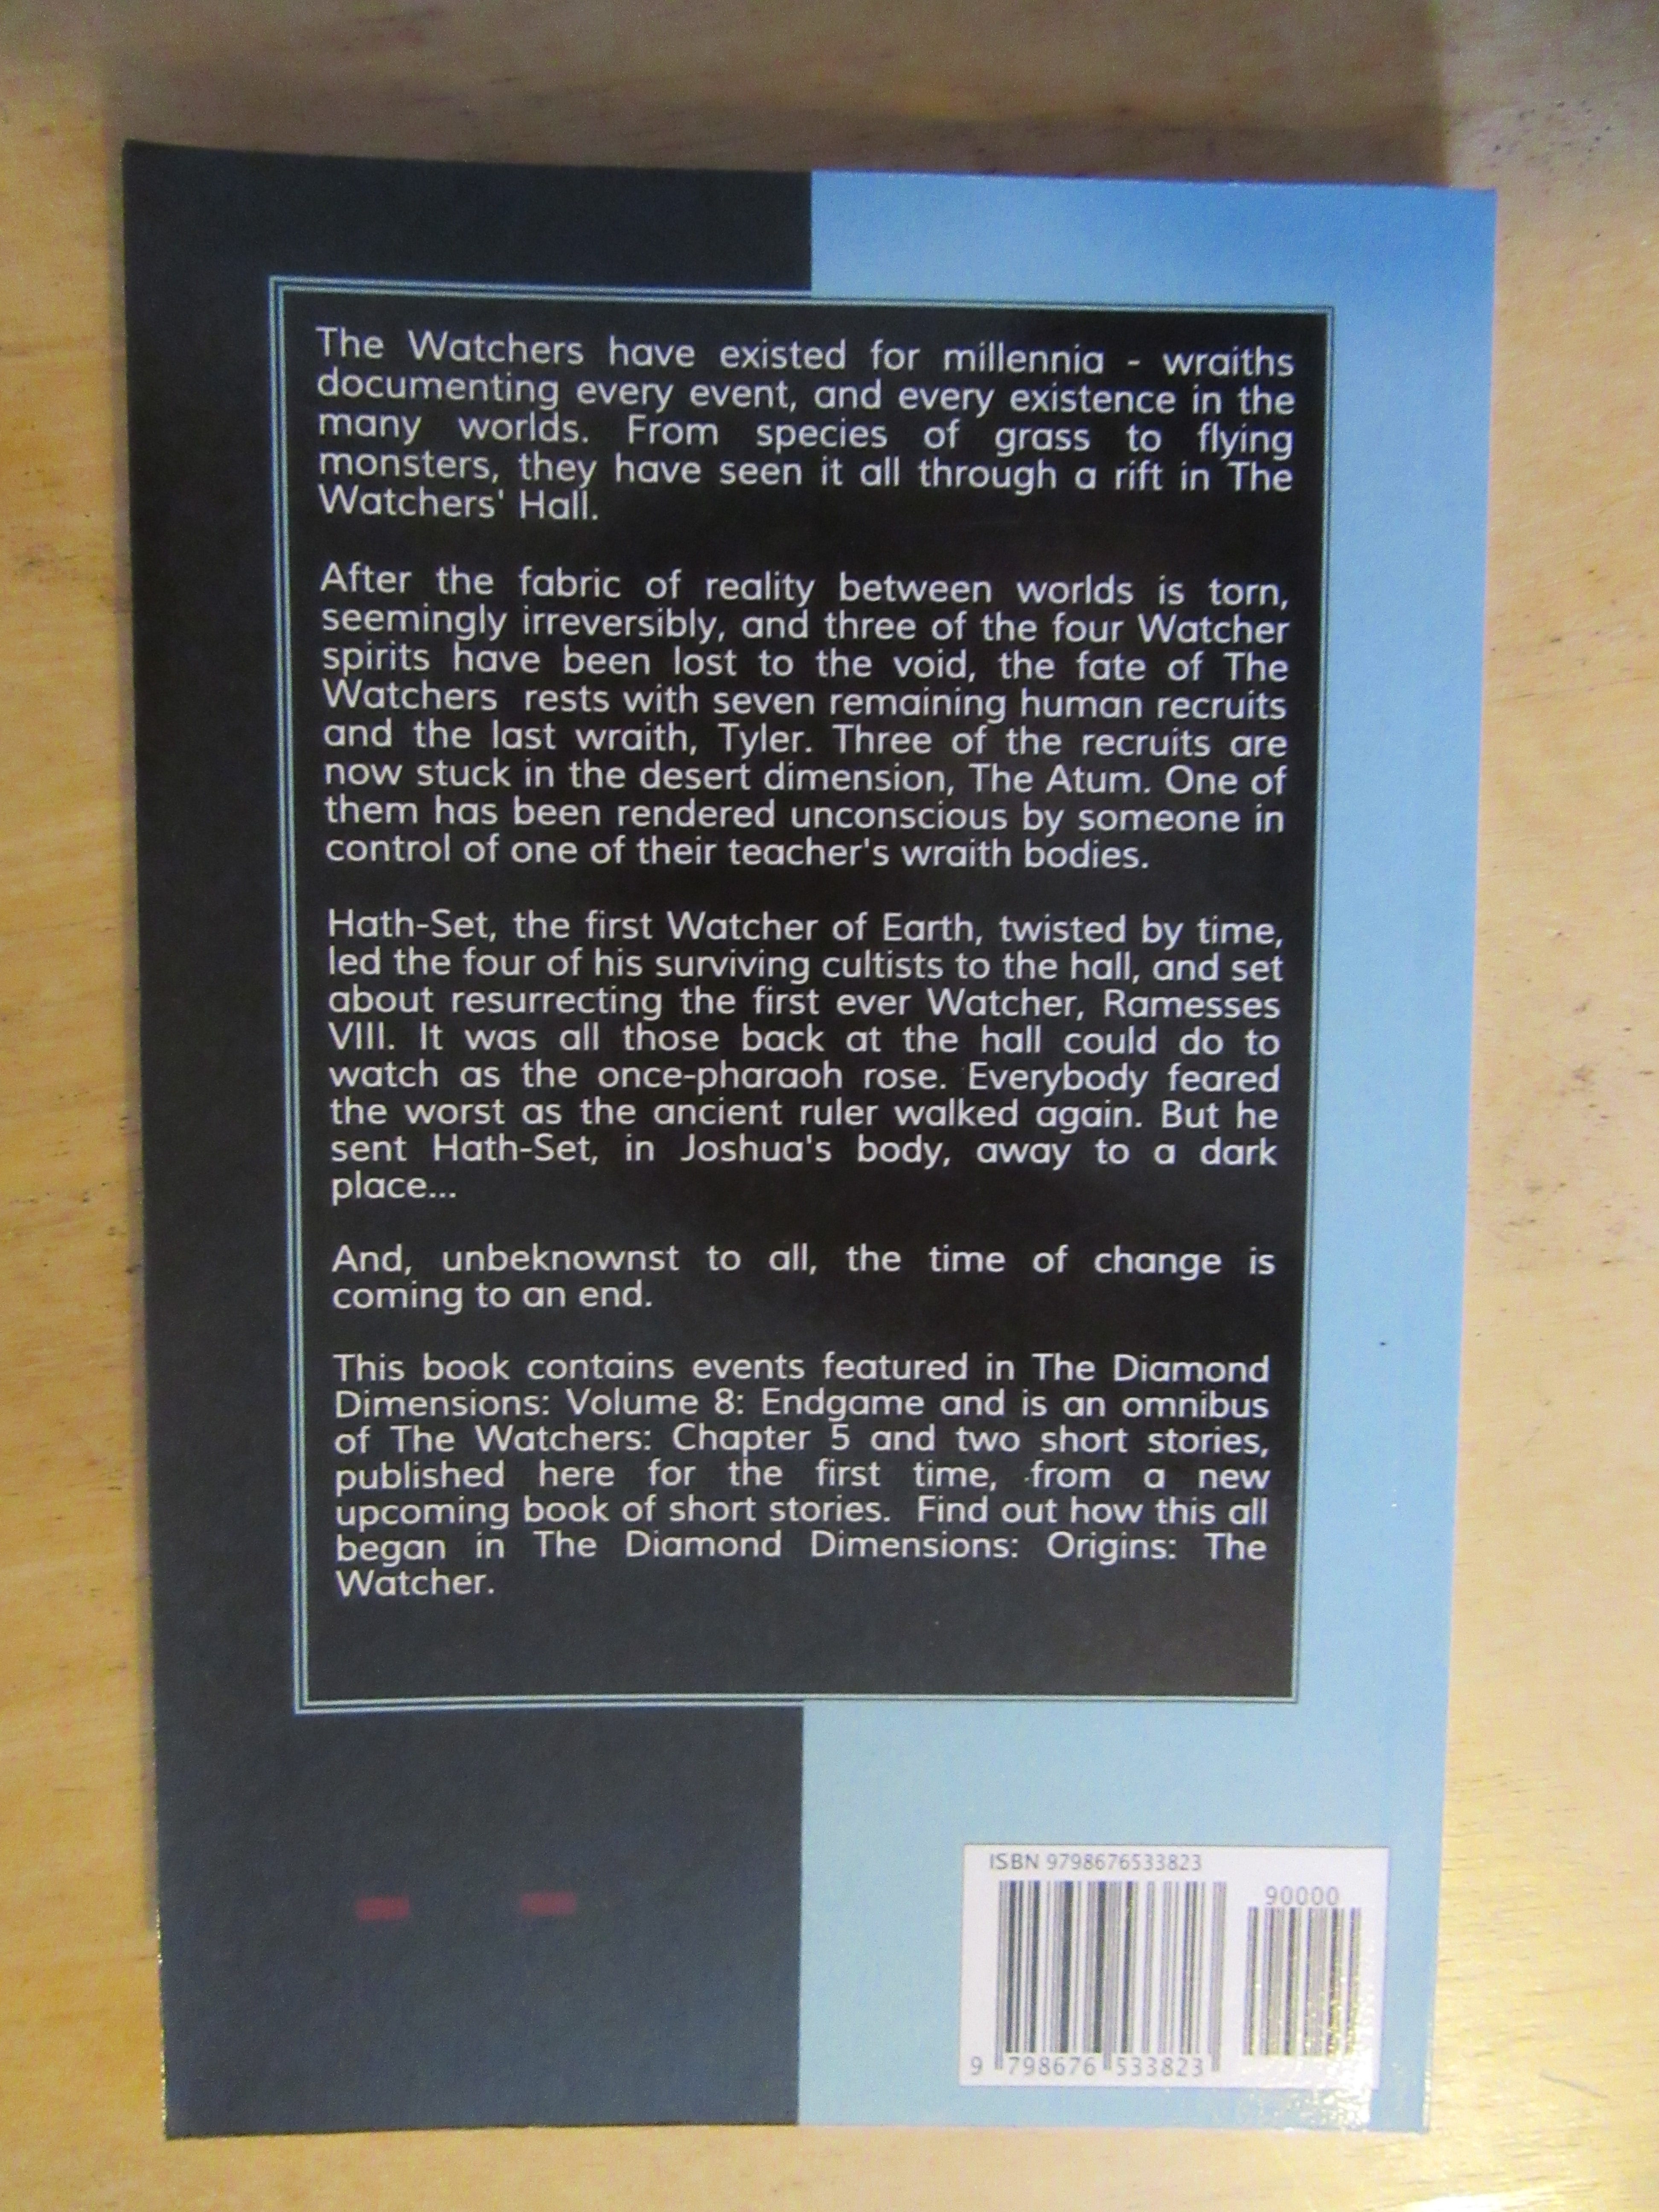 The Watchers have existed for millennia - wraiths
documenting every event, and every existence in the
many worlds. From species of grass to flying
monsters, they have seen it all through a rift in The
Watchers' Hall.
After the fabric of reality between worlds is torn,
seemingly irreversibly, and three of the four Watcher
spirits have been lost to the void, the fate of The
Watchers rests with seven remaining human recruits
and the last wraith, Tyler. Three of the recruits are
now stuck in the desert dimension, The Atum. One of
them has been rendered unconscious by someone in
control of one of their teacher's wraith bodies.
Hath-Set, the first Watcher of Earth, twisted by time,
led the four of his surviving cultists to the hall, and set
about resurrecting the first ever Watcher, Ramesses
VIII. It was all those back at the hall could do to
watch as the once-pharaoh rose. Everybody feared
the worst as the ancient ruler walked again. But he
sent Hath-Set, in Joshua's body, away to a dark
place...
And, unbeknownst to all, the time of change is
coming to an end.
This book contains events featured in The Diamond
Dimensions: Volume 8: Endgame and is an omnibus
of The Watchers: Chapter 5 and two short stories,
published here for the first time, from a new
upcoming book of short stories. Find out how this all
began in The Diamond Dimensions: Origins: The
Watcher.
ISBN 9798676533823
90000
9 798676 533823